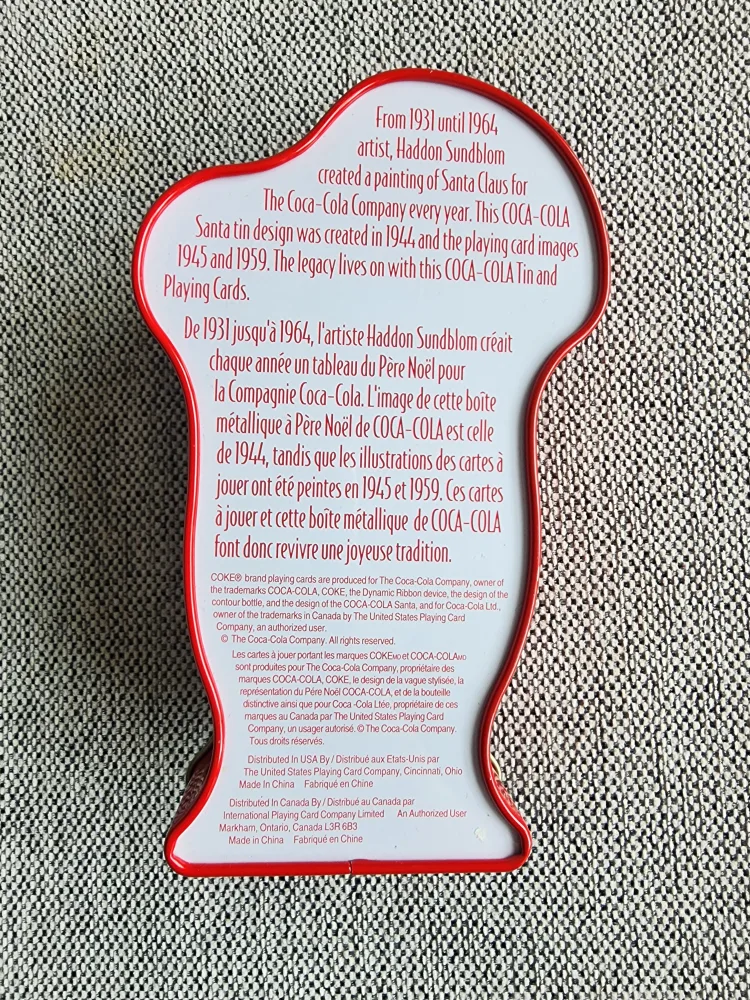 From 1931 until 1964
artist, Haddon Sundblom
created a painting of Santa Claus for
The Coca-Cola Company every year. This COCA-COLA
Santa tin design was created in 1944 and the playing card images
1945 and 1959. The legacy lives on with this COCA-COLA Tin and
Playing Cards.
De 1931 jusqu'à 1964, l'artiste Haddon Sundblom créait
chaque année un tableau du Père Noël pour
la Compagnie Coca-Cola. L'image de cette boîte
métallique à Père Noël de COCA-COLA est celle
de 1944, tandis que les illustrations des cartes à
jouer ont été peintes en 1945 et 1959. Ces cartes
à jouer et cette boîte métallique de COCA-COLA
font donc revivre une joyeuse tradition.
COKE® brand playing cards are produced for The Coca-Cola Company, owner of
the trademarks COCA-COLA, COKE, the Dynamic Ribbon device, the design of the
contour bottle, and the design of the COCA-COLA Santa, and for Coca-Cola Ltd.,
owner of the trademarks in Canada by The United States Playing Card
Company, an authorized user.
© The Coca-Cola Company. All rights reserved.
Les cartes à jouer portant les marques COKEMD et COCA-COLAMD
sont produites pour The Coca-Cola Company, propriétaire des
marques COCA-COLA, COKE, le design de la vague stylisée, la
représentation du Père Noël COCA-COLA, et de la bouteille
distinctive ainsi que pour Coca-Cola Ltée, propriétaire de ces
marques au Canada par The United States Playing Card
Company, un usager autorisé. © The Coca-Cola Company.
Tous droits réservés.
Distributed In USA By / Distribué aux Etats-Unis par
The United States Playing Card Company, Cincinnati, Ohio
Made In China Fabriqué en Chine
Distributed In Canada By / Distribué au Canada par
International Playing Card Company Limited An Authorized User
Markham, Ontario, Canada L3R 6B3
Made in China Fabriqué en Chine